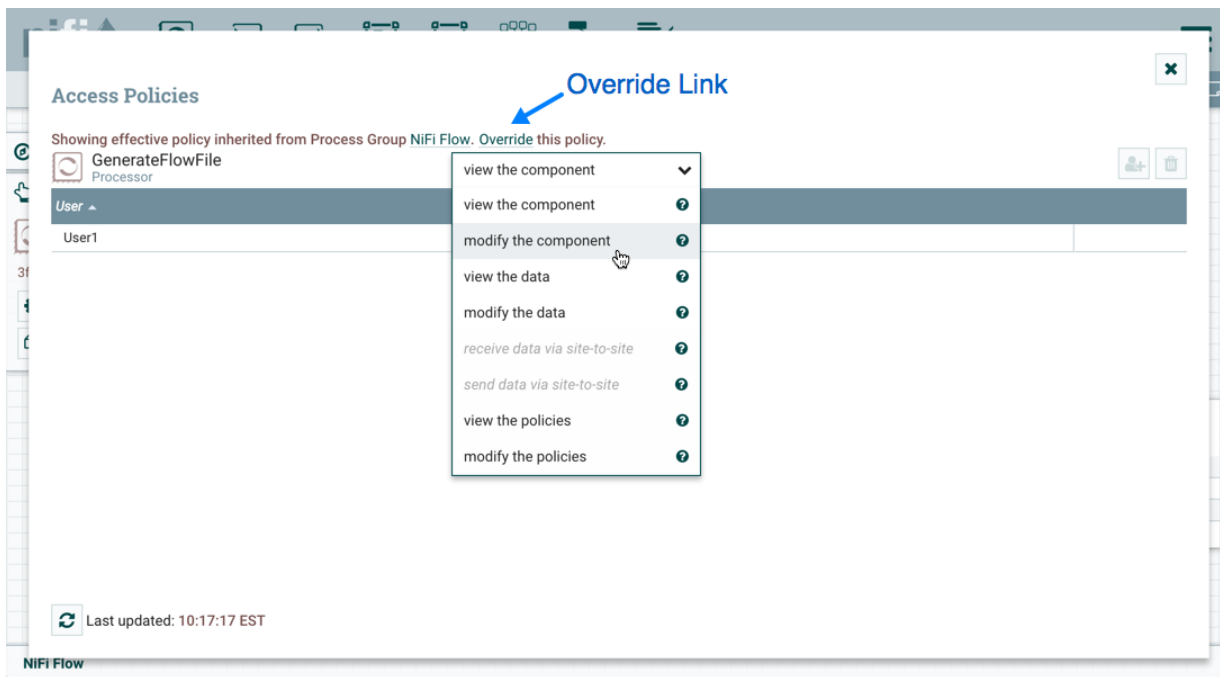 nifi
Override Link
Access Policies
Showing effective policy inherited from Process Group NiFi Flow. Override this policy.
GenerateFlowFile
Processor
view the component
User
view the component
User1
modify the component
view the data
modify the data
receive data via site-to-site
send data via site-to-site
view the policies
modify the policies
Last updated: 10:17:17 EST
NiFi Flow